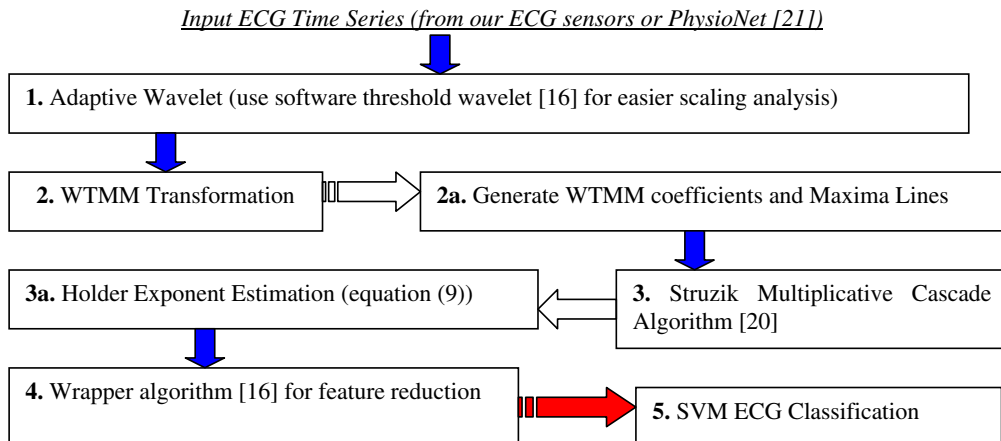 Input ECG Time Series (from our ECG sensors or PhysioNet [21])
1. Adaptive Wavelet (use software threshold wavelet [16] for easier scaling analysis)
2. WTMM Transformation
2a. Generate WTMM coefficients and Maxima Lines
3a. Holder Exponent Estimation (equation (9))
3. Struzik Multiplicative Cascade
Algorithm [20]
4. Wrapper algorithm [16] for feature reduction
5. SVM ECG Classification